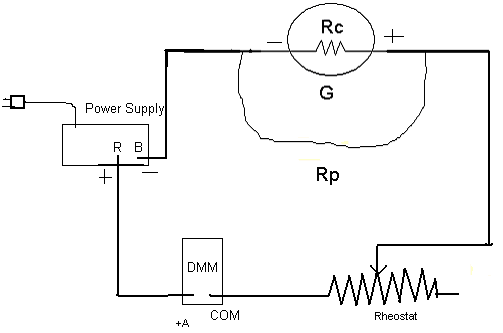 Rc
− +
G
Power Supply
R B
+ −
Rp
DMM
+A COM
Rheostat